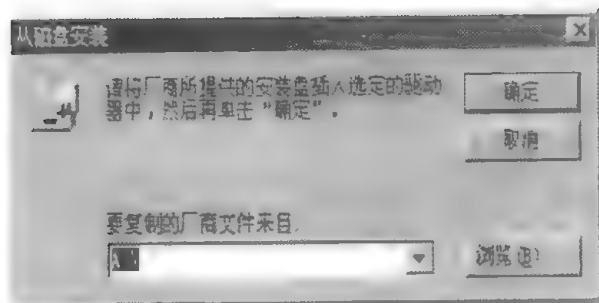 从磁盘安装
请将厂商所提供的安装盘插入选定的驱动
器中，然后再单击“确定”。
确定
取消
要复制的厂商文件来自:
浏览(B)